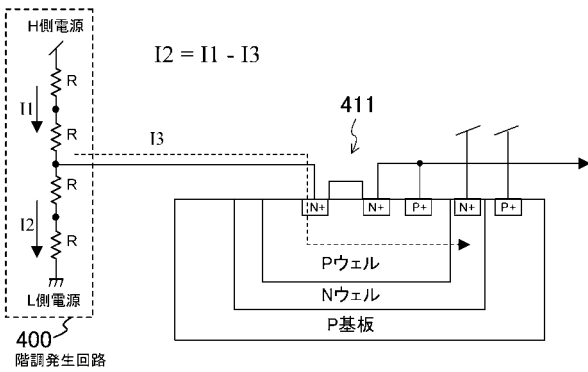 H側電源
I2 = I1 - I3
R
I1
R
I3
411
R
I2
R
N+
N+
P+
N+
P+
Pウェル
Nウェル
P基板
L側電源
400
階調発生回路